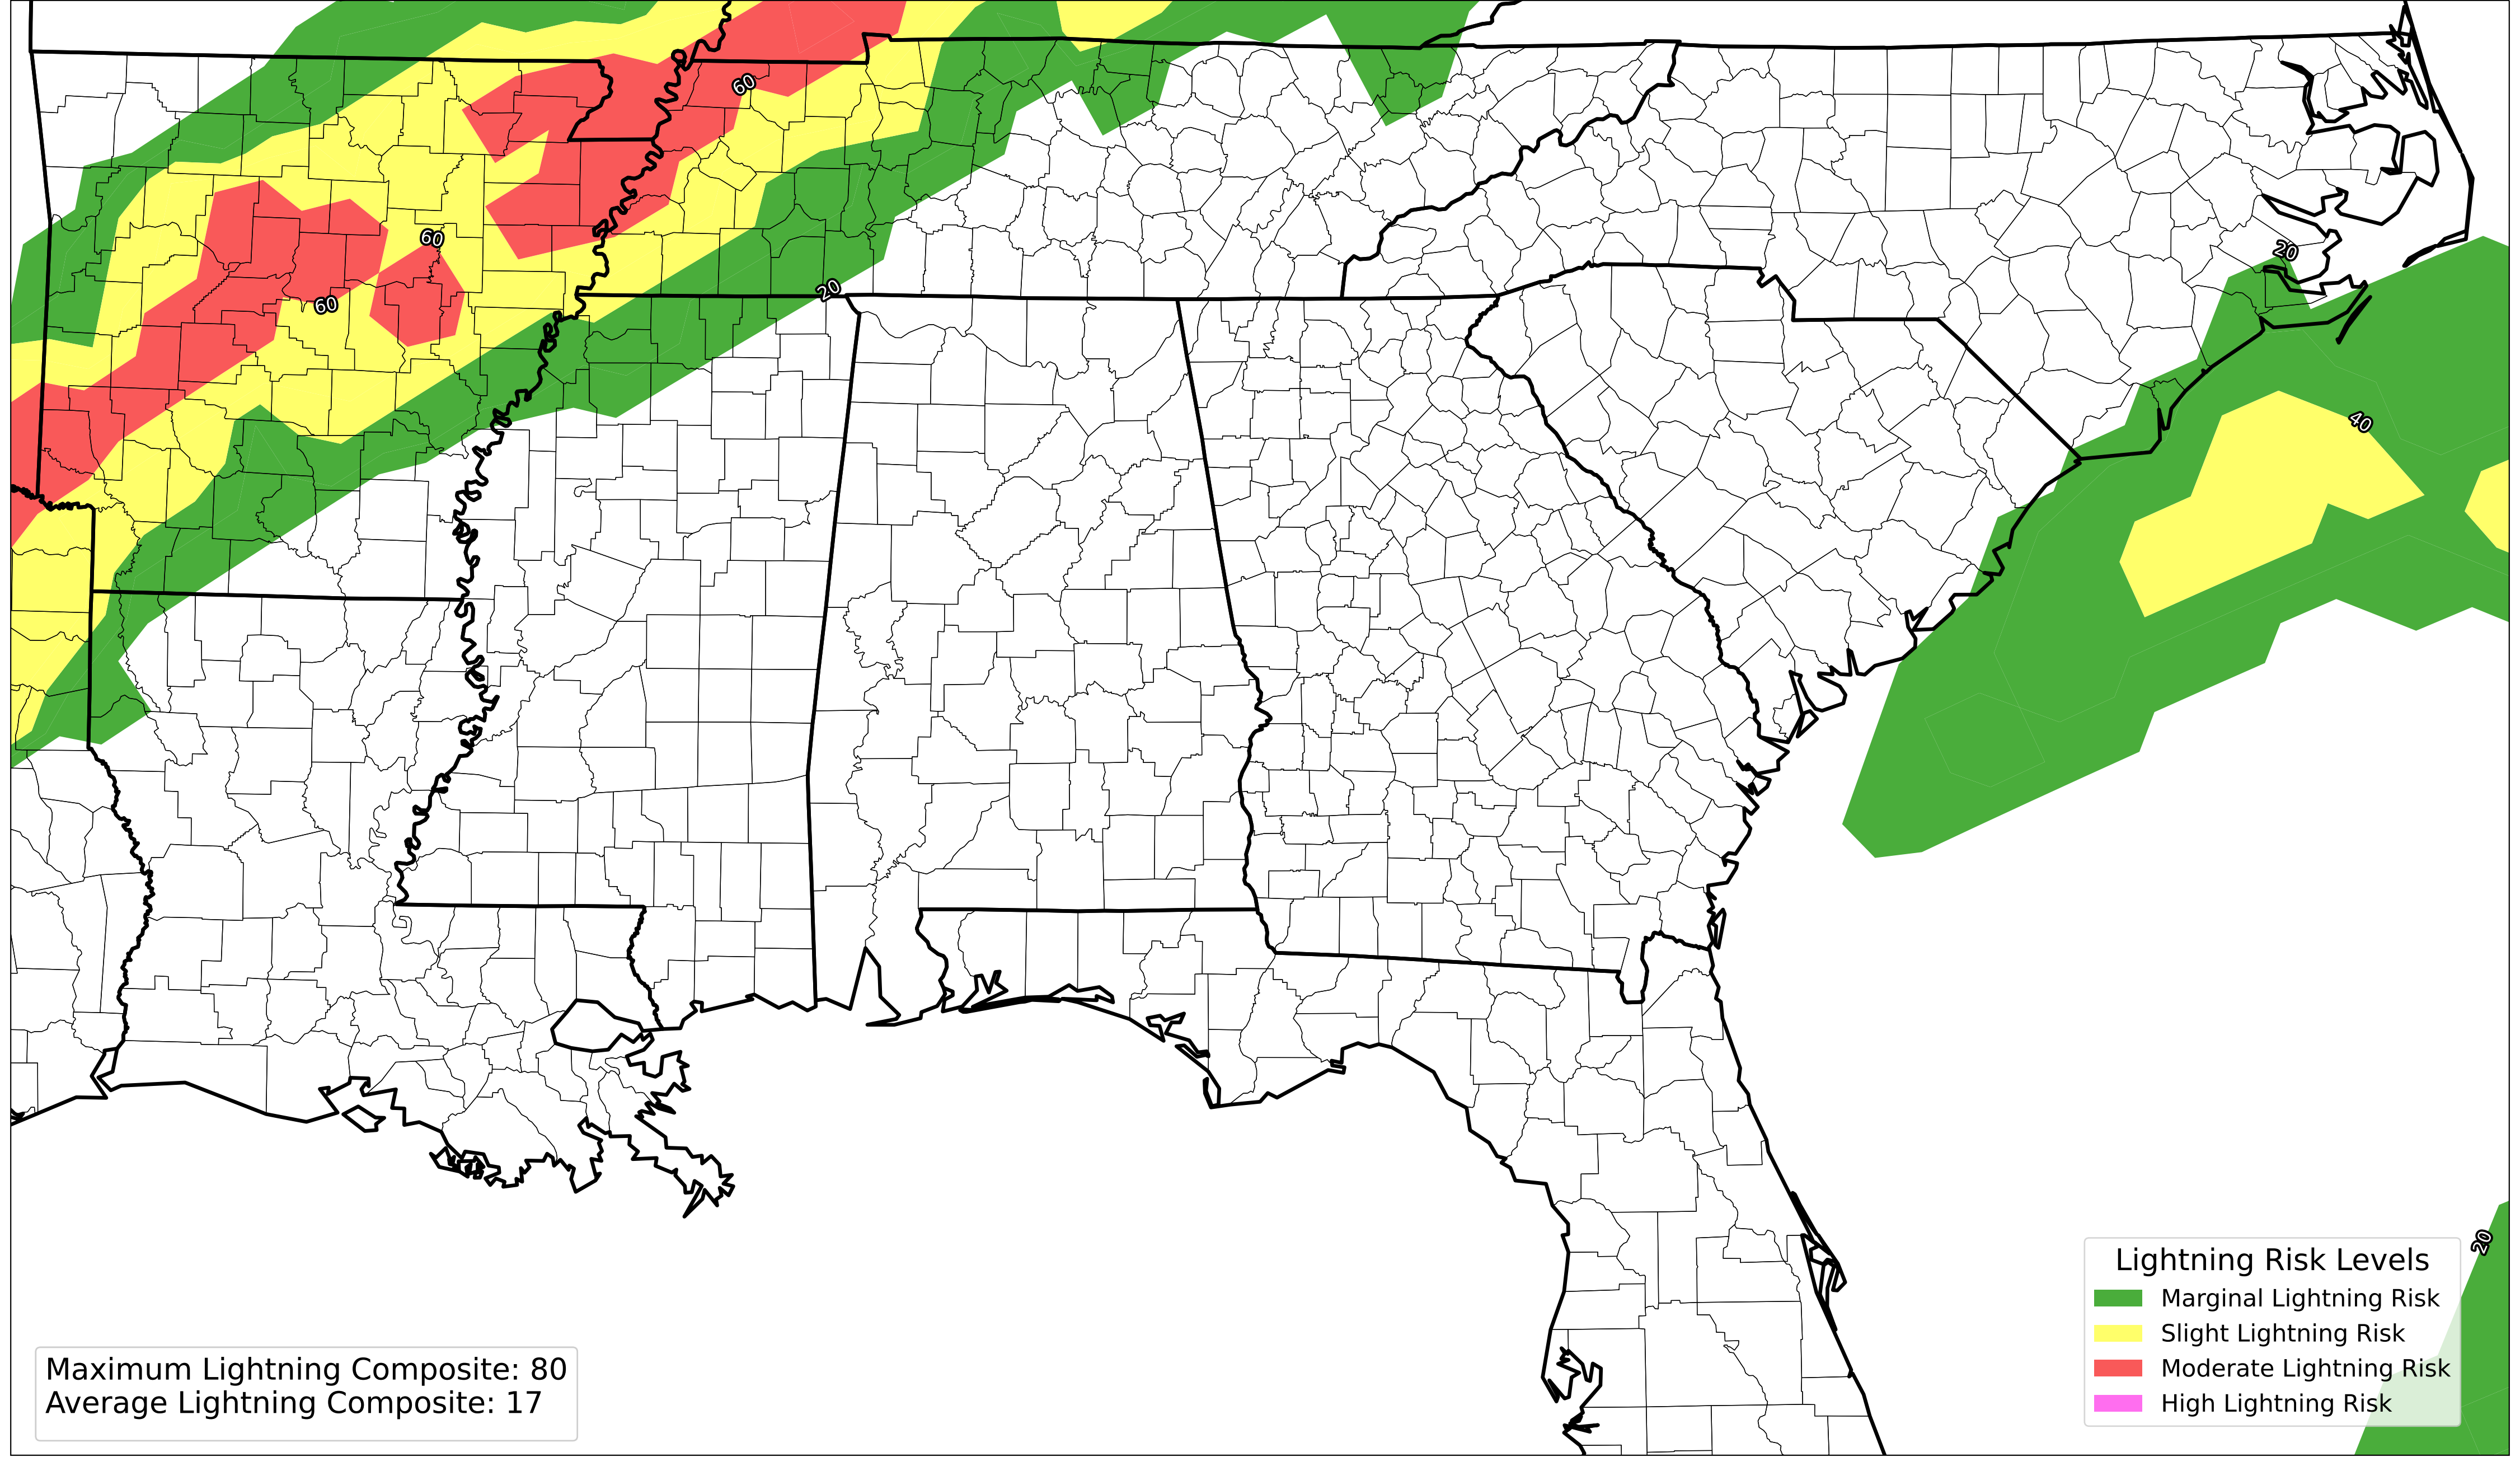 60
20
60
60
20
40
20
Lightning Risk Levels
Marginal Lightning Risk
Slight Lightning Risk
Moderate Lightning Risk
High Lightning Risk
Maximum Lightning Composite: 80
Average Lightning Composite: 17